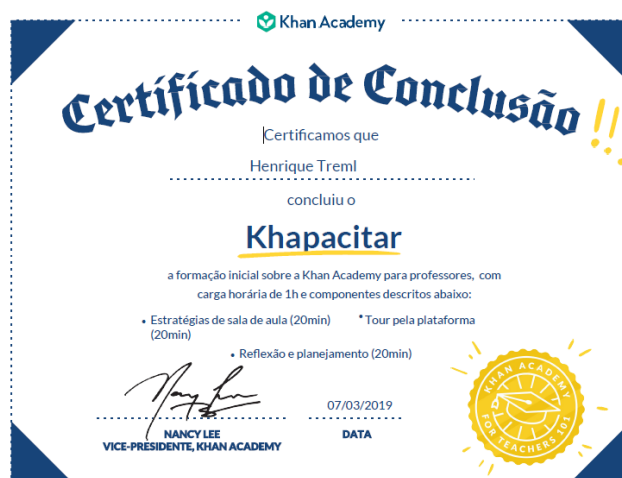 Khan Academy
Certificado de Conclusão !!!
Certificamos que
Henrique Treml
concluiu o
Khapacitar
a formação inicial sobre a Khan Academy para professores, com
carga horária de 1h e componentes descritos abaixo:
• Estratégias de sala de aula (20min) • Tour pela plataforma
(20min)
• Reflexão e planejamento (20min)
07/03/2019
NANCY LEE
VICE-PRESIDENTE, KHAN ACADEMY
DATA
KHAN ACADEMY
FOR TEACHERS 101